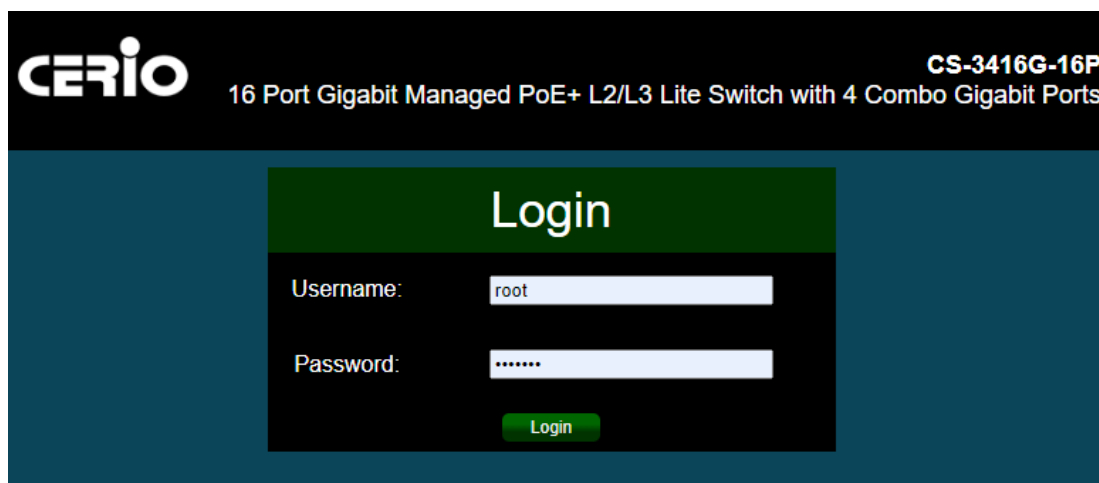 CERIO
CS-3416G-16P
16 Port Gigabit Managed PoE+ L2/L3 Lite Switch with 4 Combo Gigabit Ports
Login
Username: root
Password: •••••••
Login